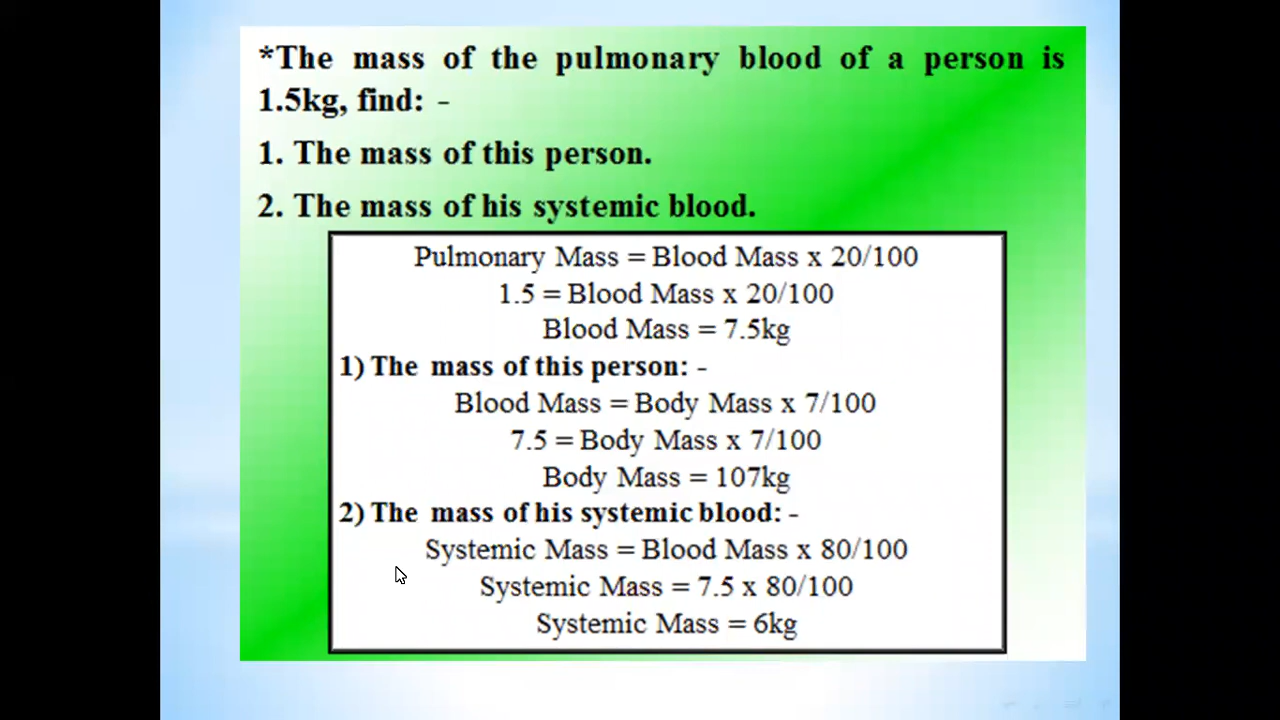 *The mass of the pulmonary blood of a person is
1.5kg, find: -
1. The mass of this person.
2. The mass of his systemic blood.
Pulmonary Mass = Blood Mass x 20/100
1.5 = Blood Mass x 20/100
Blood Mass = 7.5kg
1) The mass of this person: -
Blood Mass = Body Mass x 7/100
7.5 = Body Mass x 7/100
Body Mass = 107kg
2) The mass of his systemic blood: -
Systemic Mass = Blood Mass x 80/100
Systemic Mass = 7.5 x 80/100
Systemic Mass = 6kg